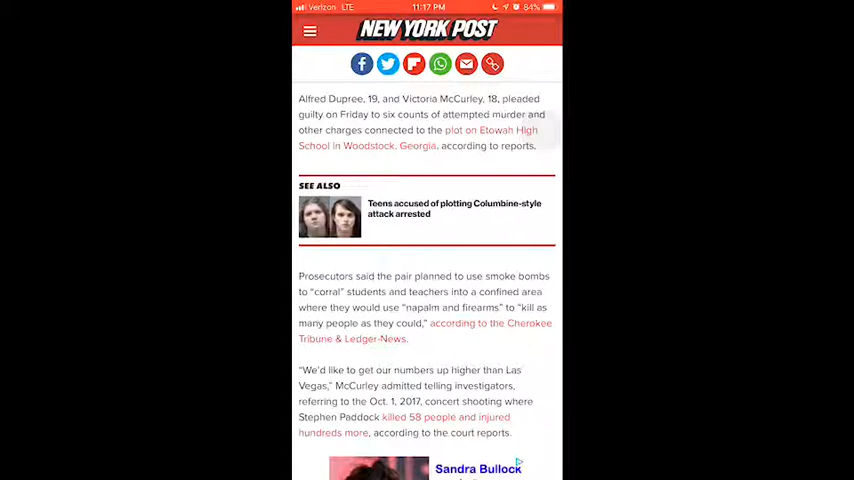 Verizon LTE 11:17 PM 84%
NEW YORK POST
Alfred Dupree, 19, and Victoria McCurley, 18, pleaded
guilty on Friday to six counts of attempted murder and
other charges connected to the plot on Etowah High
School in Woodstock, Georgia, according to reports.
SEE ALSO
Teens accused of plotting Columbine-style
attack arrested
Prosecutors said the pair planned to use smoke bombs
to “corral” students and teachers into a confined area
where they would use “napalm and firearms” to “kill as
many people as they could,” according to the Cherokee
Tribune & Ledger-News.
“We’d like to get our numbers up higher than Las
Vegas,” McCurley admitted telling investigators,
referring to the Oct. 1, 2017, concert shooting where
Stephen Paddock killed 58 people and injured
hundreds more, according to the court reports.
Sandra Bullock